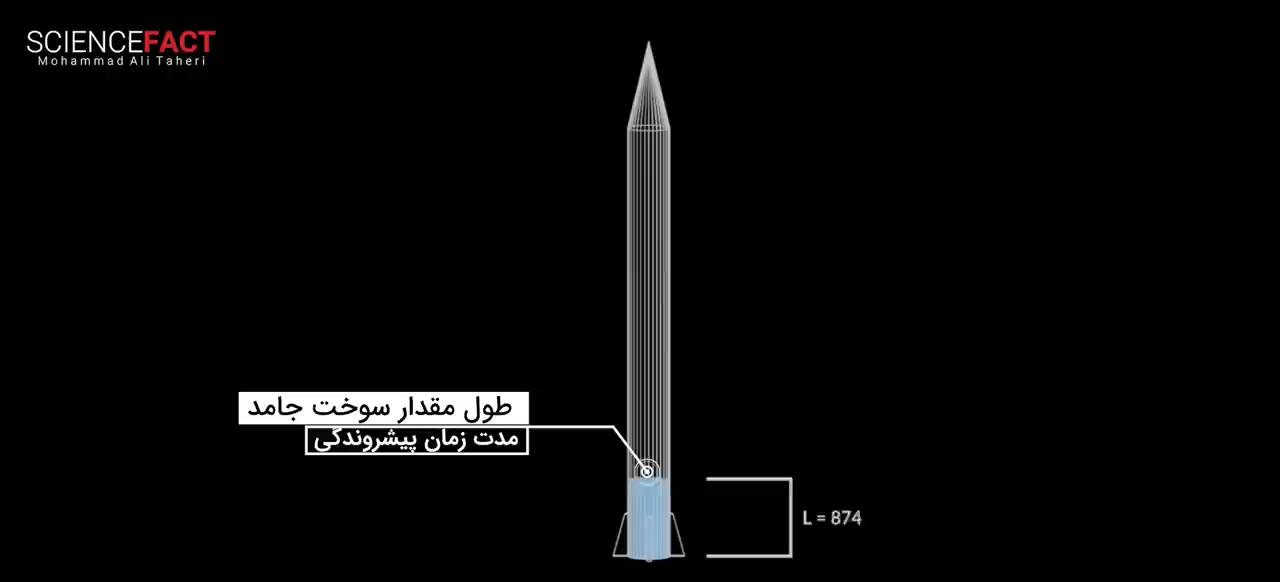 SCIENCEFACT
Mohammad Ali Taheri
طول مقدار سوخت جامد
مدت زمان پیشروندگی
L = 874